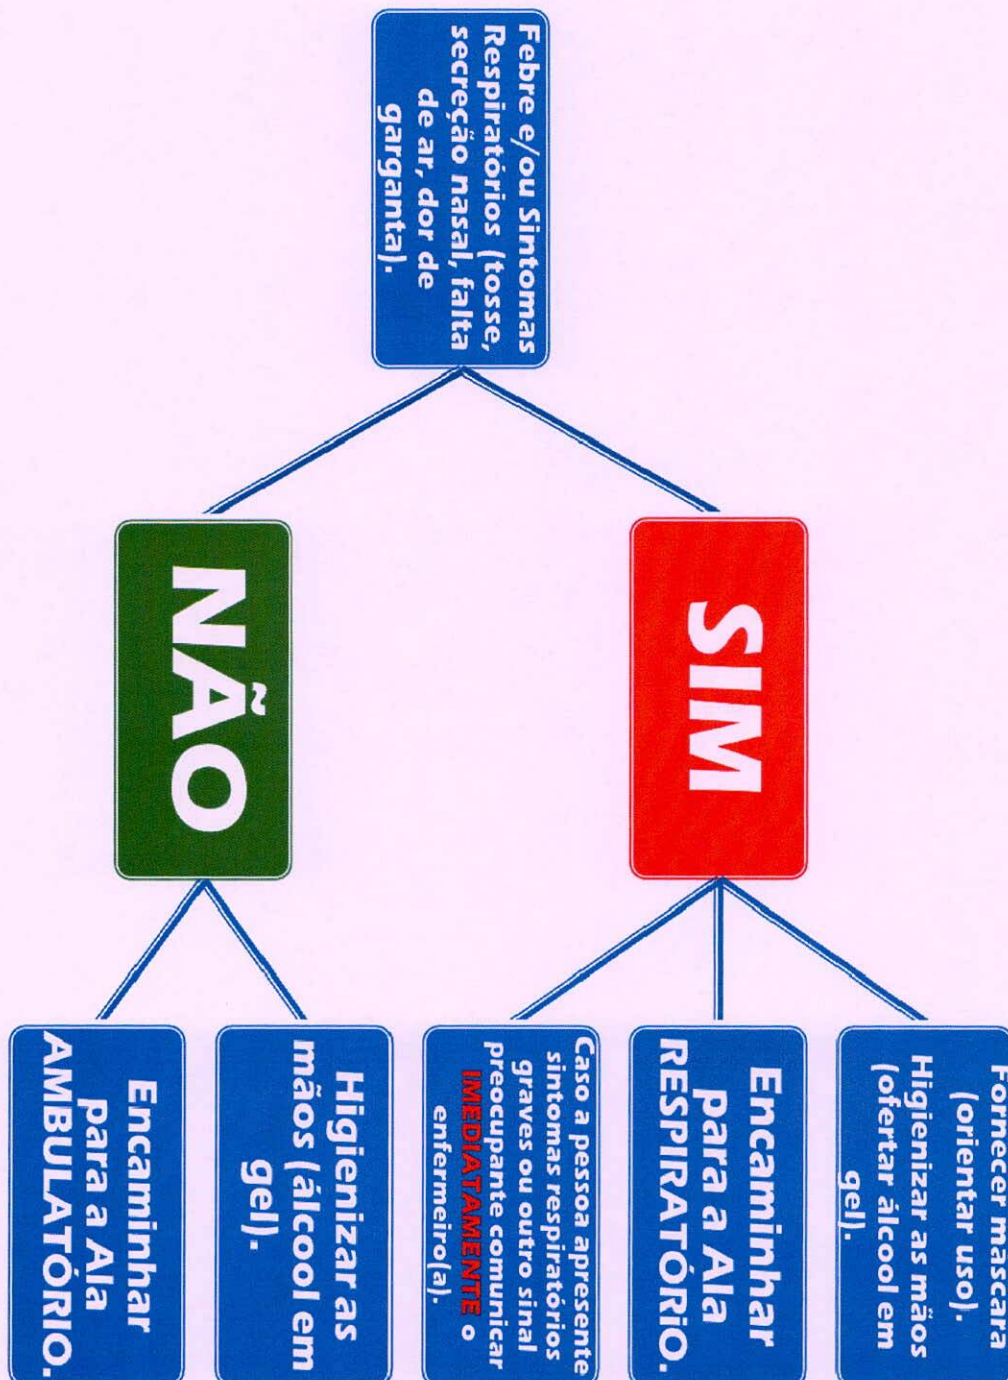 Febre e/ou Sintomas
Respiratórios (tosse,
secreção nasal, falta
de ar, dor de
garganta).
SIM
Fornecer máscara
(orientar uso).
Higienizar as mãos
(ofertar álcool em
gel).
Encaminhar
para a Ala
RESPIRATÓRiO.
Caso a pessoa apresente
sintomas respiratórios
graves ou outro sinal
preocupante comunicar
IMEDIATAMENTE o
enfermeiro(a).
NÃO
Higienizar as
mãos (álcool em
gel).
Encaminhar
para a Ala
AMBULATÓRIO.